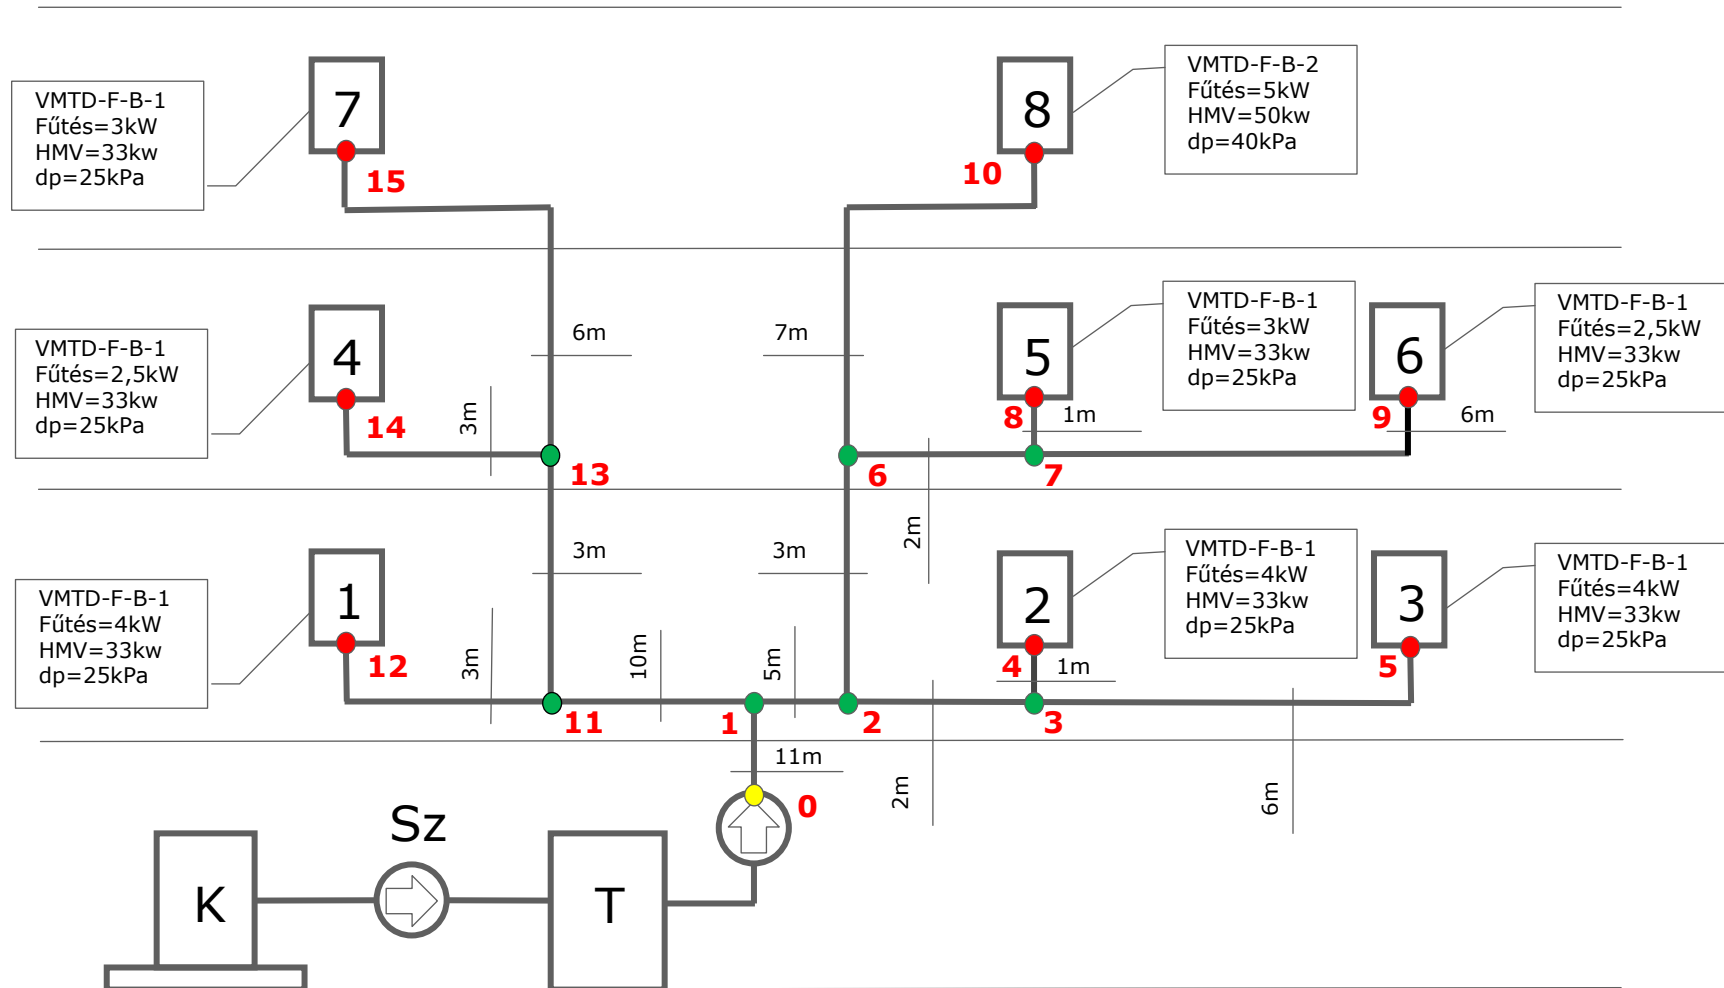 VMTD-F-B-1
Fűtés=3kW
HMV=33kw
dp=25kPa
7
15
8
10
VMTD-F-B-2
Fűtés=5kW
HMV=50kw
dp=40kPa
VMTD-F-B-1
Fűtés=2,5kW
HMV=33kw
dp=25kPa
4
14
3m
6m
13
7m
6
5
8
1m
7
VMTD-F-B-1
Fűtés=3kW
HMV=33kw
dp=25kPa
6
9
6m
VMTD-F-B-1
Fűtés=2,5kW
HMV=33kw
dp=25kPa
2m
VMTD-F-B-1
Fűtés=4kW
HMV=33kw
dp=25kPa
1
12
3m
3m
11
10m
1
5m
3m
2
2
4
1m
3
VMTD-F-B-1
Fűtés=4kW
HMV=33kw
dp=25kPa
3
5
VMTD-F-B-1
Fűtés=4kW
HMV=33kw
dp=25kPa
11m
0
2m
6m
K
Sz
T